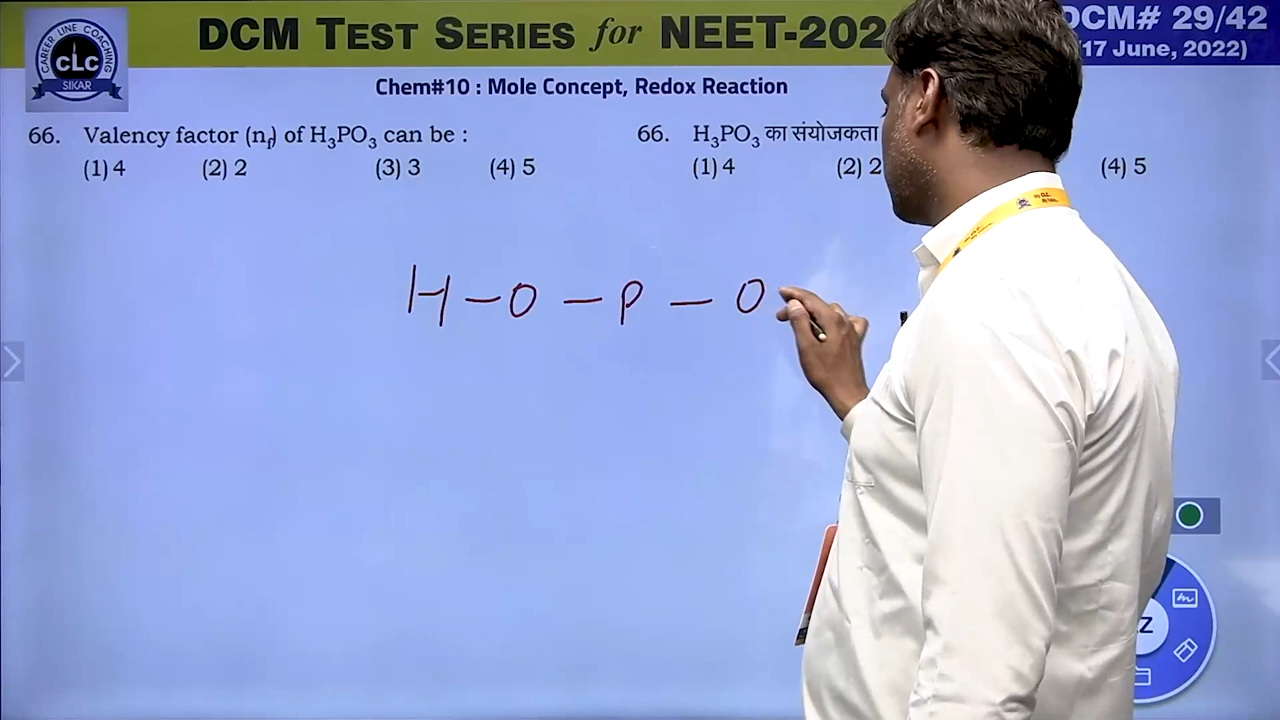 CAREER LINE COACHING
CLC
SIKAR
DCM TEST SERIES for NEET-202
DCM# 29/42
(17 June, 2022)
Chem#10 : Mole Concept, Redox Reaction
66. Valency factor (n_f) of H₃PO₃ can be :
(1) 4 (2) 2 (3) 3 (4) 5
66. H₃PO₃ का संयोजकता
(1) 4 (2) 2 (4) 5
H – O – P – O